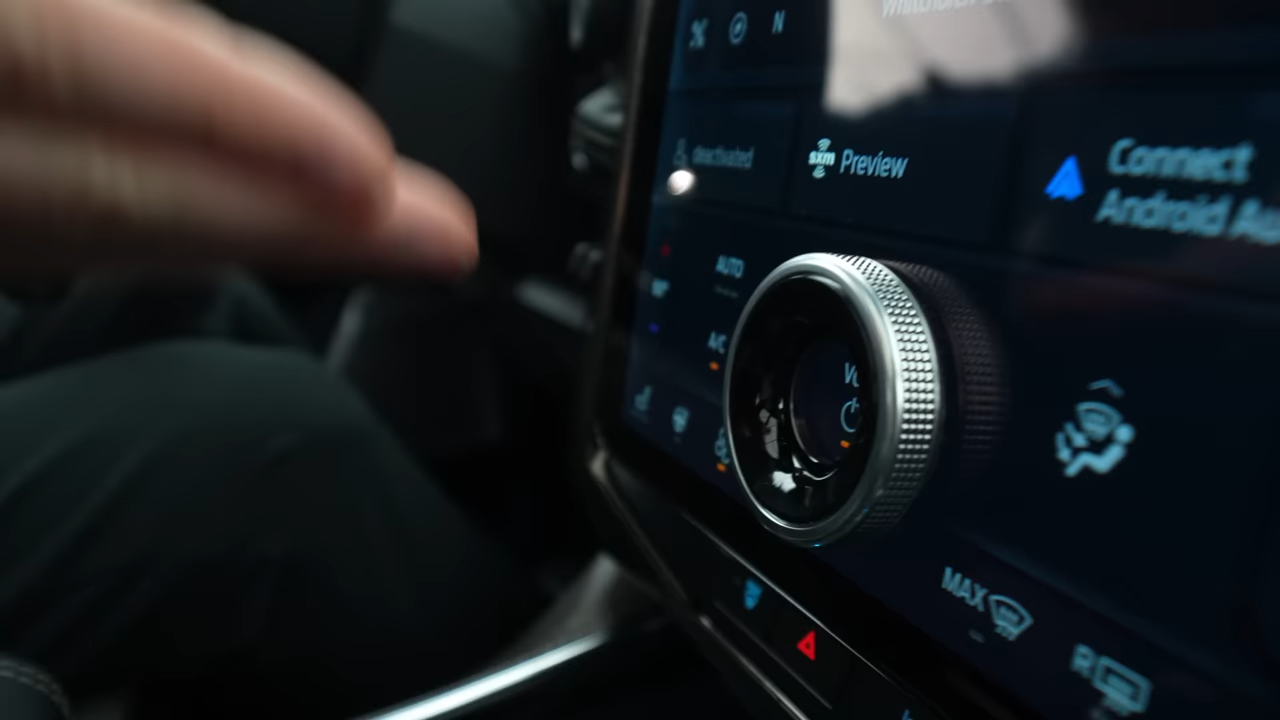 N
deactivated
sxm Preview
Connect
Android Au
AUTO
A/C
MAX
R